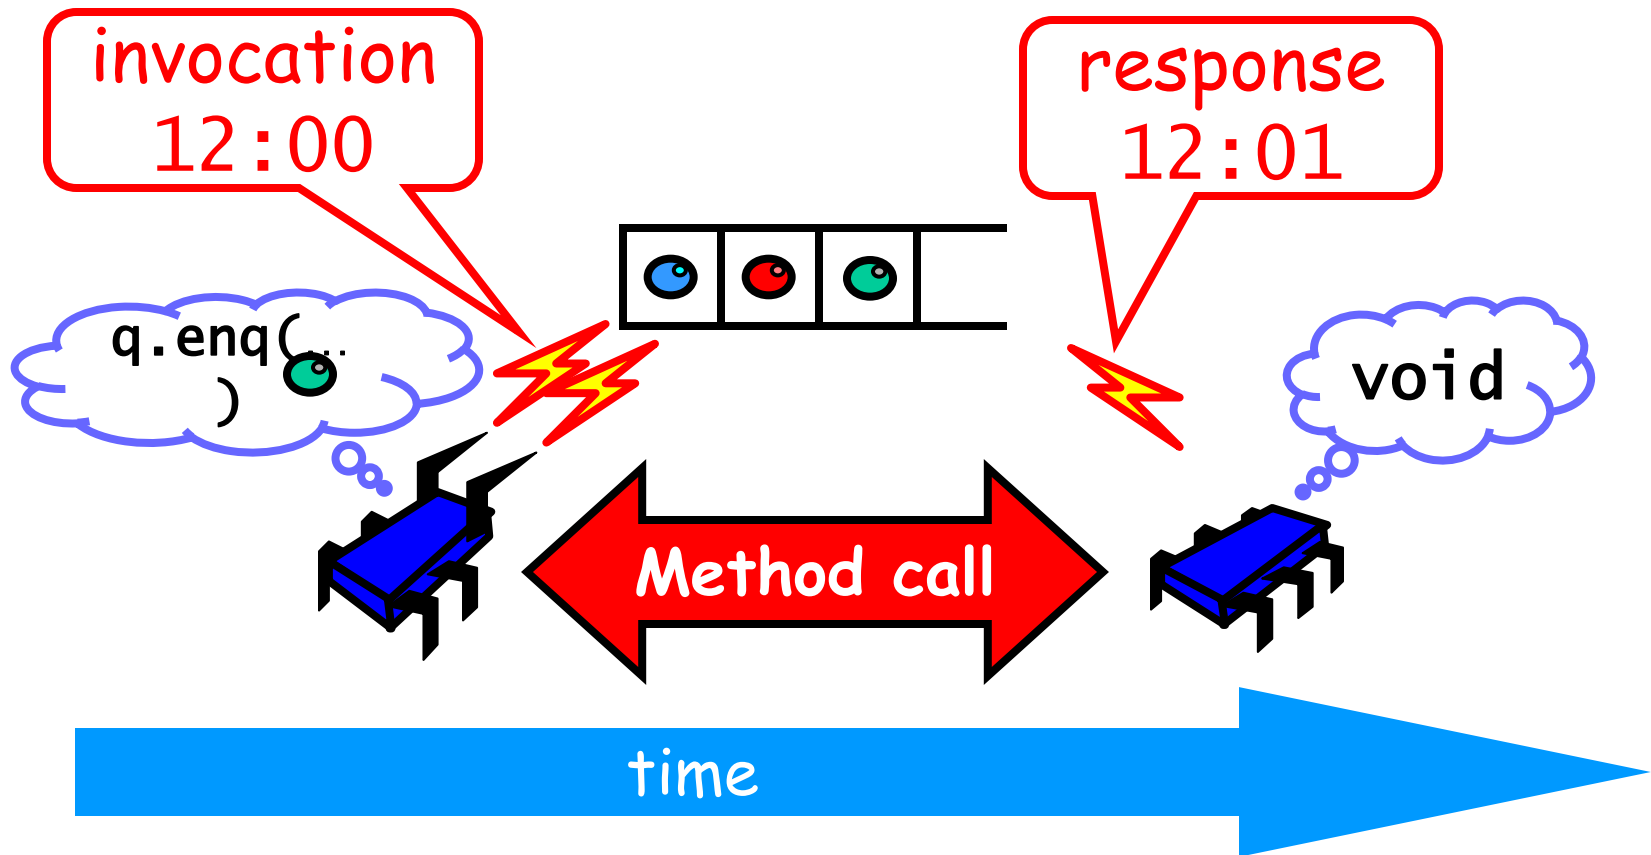 invocation
12:00
response
12:01
q.enq(...
)
void
Method call
time